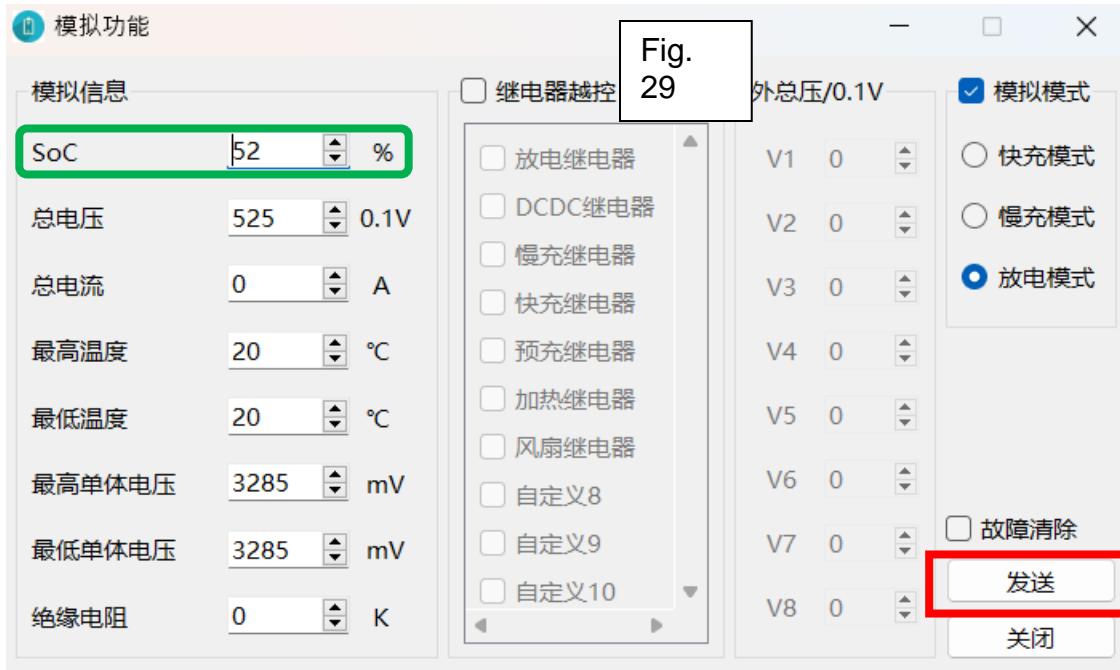 模拟功能
Fig.
29
模拟信息
SoC 52 %
总电压 525 0.1V
总电流 0 A
最高温度 20 ℃
最低温度 20 ℃
最高单体电压 3285 mV
最低单体电压 3285 mV
绝缘电阻 0 K
继电器越控
放电继电器
DCDC继电器
慢充继电器
快充继电器
预充继电器
加热继电器
风扇继电器
自定义8
自定义9
自定义10
外总压/0.1V
V1 0
V2 0
V3 0
V4 0
V5 0
V6 0
V7 0
V8 0
模拟模式
快充模式
慢充模式
放电模式
故障清除
发送
关闭